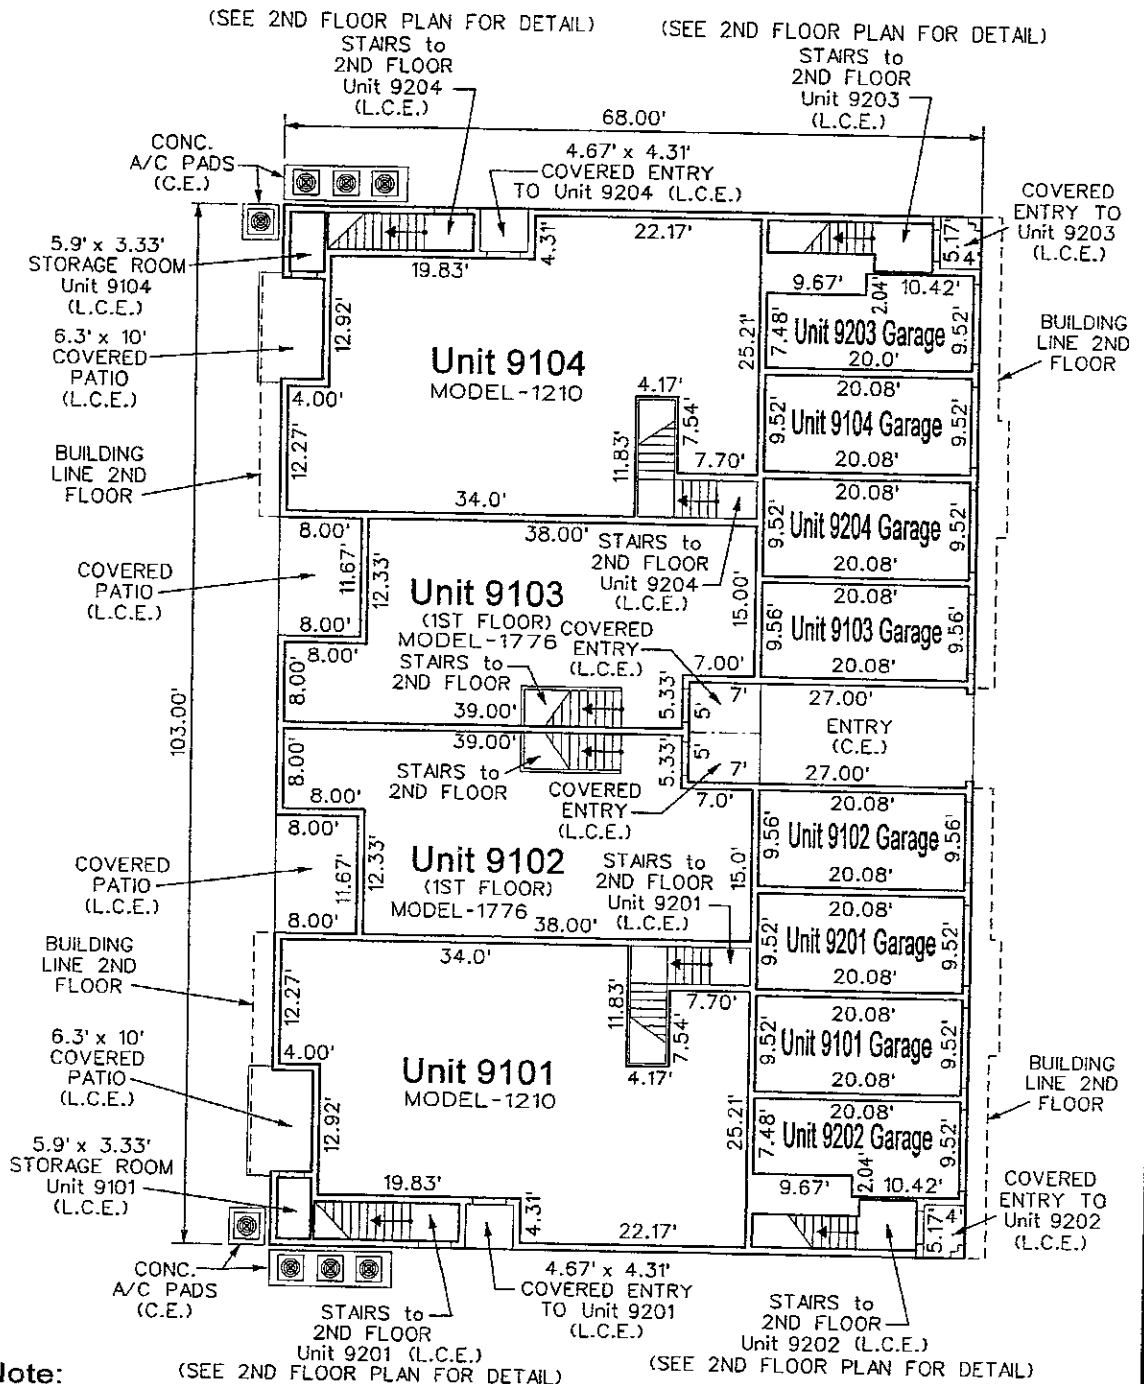 (SEE 2ND FLOOR PLAN FOR DETAIL)
STAIRS to
2ND FLOOR
Unit 9204
(L.C.E.)
(SEE 2ND FLOOR PLAN FOR DETAIL)
STAIRS to
2ND FLOOR
Unit 9203
(L.C.E.)
68.00'
CONC.
A/C PADS
(C.E.)
4.67' x 4.31'
COVERED ENTRY
TO Unit 9204 (L.C.E.)
COVERED
ENTRY TO
Unit 9203
(L.C.E.)
5.9' x 3.33'
STORAGE ROOM
Unit 9104
(L.C.E.)
6.3' x 10'
COVERED
PATIO
(L.C.E.)
BUILDING
LINE 2ND
FLOOR
19.83'
4.31'
22.17'
5.17'
4'
9.67'
2.04'
10.42'
7.48'
Unit 9203 Garage
9.52'
20.0'
BUILDING
LINE 2ND
FLOOR
12.92'
Unit 9104
MODEL-1210
25.21'
4.00'
12.27'
4.17'
7.54'
11.83'
7.70'
34.0'
20.08'
9.52'
Unit 9104 Garage
9.52'
20.08'
20.08'
9.52'
Unit 9204 Garage
9.52'
20.08'
8.00'
38.00'
STAIRS to
2ND FLOOR
Unit 9204
(L.C.E.)
COVERED
PATIO
(L.C.E.)
11.67'
12.33'
Unit 9103
(1ST FLOOR)
MODEL-1776
15.00'
8.00'
8.00'
8.00'
STAIRS to
2ND FLOOR
COVERED
ENTRY
(L.C.E.)
7.00'
20.08'
9.56'
Unit 9103 Garage
9.56'
20.08'
39.00'
5.33'
7'
5'
27.00'
ENTRY
(C.E.)
103.00'
39.00'
8.00'
STAIRS to
2ND FLOOR
5.33'
5'
7'
27.00'
8.00'
COVERED
ENTRY
(L.C.E.)
7.0'
20.08'
9.56'
Unit 9102 Garage
9.56'
20.08'
8.00'
COVERED
PATIO
(L.C.E.)
11.67'
12.33'
Unit 9102
(1ST FLOOR)
MODEL-1776
STAIRS to
2ND FLOOR
Unit 9201
(L.C.E.)
15.0'
8.00'
38.00'
20.08'
9.52'
Unit 9201 Garage
9.52'
20.08'
BUILDING
LINE 2ND
FLOOR
34.0'
12.27'
11.83'
7.70'
7.54'
4.17'
4.00'
6.3' x 10'
COVERED
PATIO
(L.C.E.)
Unit 9101
MODEL-1210
12.92'
25.21'
20.08'
9.52'
Unit 9101 Garage
9.52'
20.08'
BUILDING
LINE 2ND
FLOOR
20.08'
7.48'
Unit 9202 Garage
9.52'
9.67'
2.04'
10.42'
5.9' x 3.33'
STORAGE ROOM
Unit 9101
(L.C.E.)
19.83'
4.31'
22.17'
5.17'
4'
COVERED
ENTRY TO
Unit 9202
(L.C.E.)
CONC.
A/C PADS
(C.E.)
4.67' x 4.31'
COVERED ENTRY
TO Unit 9201
(L.C.E.)
STAIRS to
2ND FLOOR
Unit 9201 (L.C.E.)
(SEE 2ND FLOOR PLAN FOR DETAIL)
STAIRS to
2ND FLOOR
Unit 9202 (L.C.E.)
(SEE 2ND FLOOR PLAN FOR DETAIL)
Note: